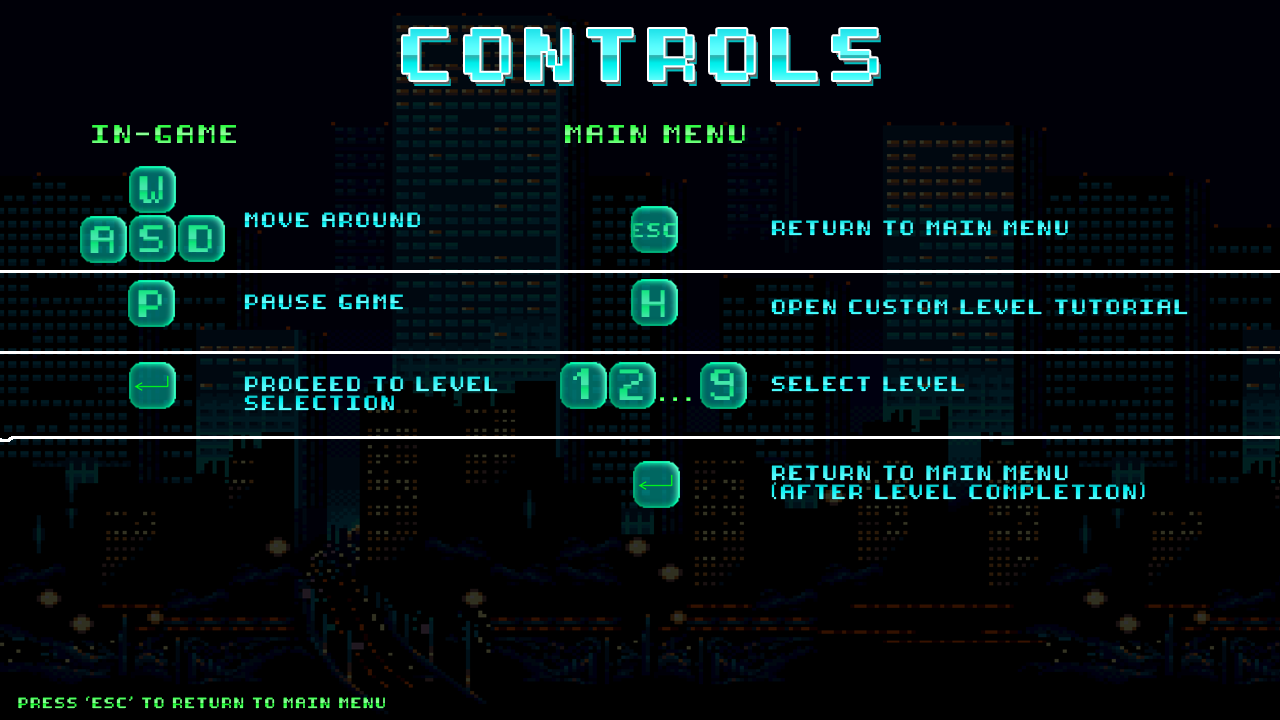 CONTROLS
IN-GAME
MAIN MENU
W
A S D
MOVE AROUND
ESC
RETURN TO MAIN MENU
P
PAUSE GAME
H
OPEN CUSTOM LEVEL TUTORIAL
PROCEED TO LEVEL
SELECTION
1 2 ... 9
SELECT LEVEL
RETURN TO MAIN MENU
(AFTER LEVEL COMPLETION)
PRESS 'ESC' TO RETURN TO MAIN MENU